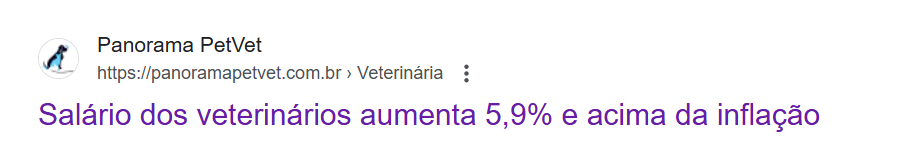 Panorama PetVet
https://panoramapetvet.com.br › Veterinária
Salário dos veterinários aumenta 5,9% e acima da inflação